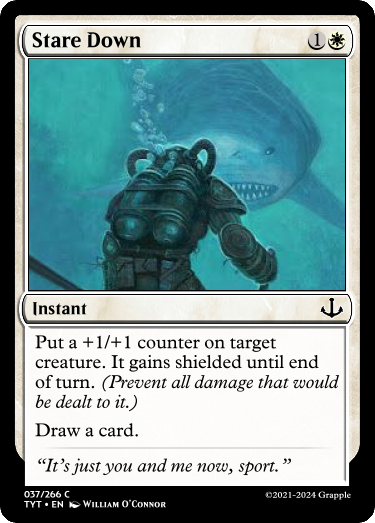 Stare Down 1
Instant
Put a +1/+1 counter on target
creature. It gains shielded until end
of turn. (Prevent all damage that would
be dealt to it.)
Draw a card.
“It’s just you and me now, sport.”
037/266 C
TYT • EN William O’Connor
©2021-2024 Grapple